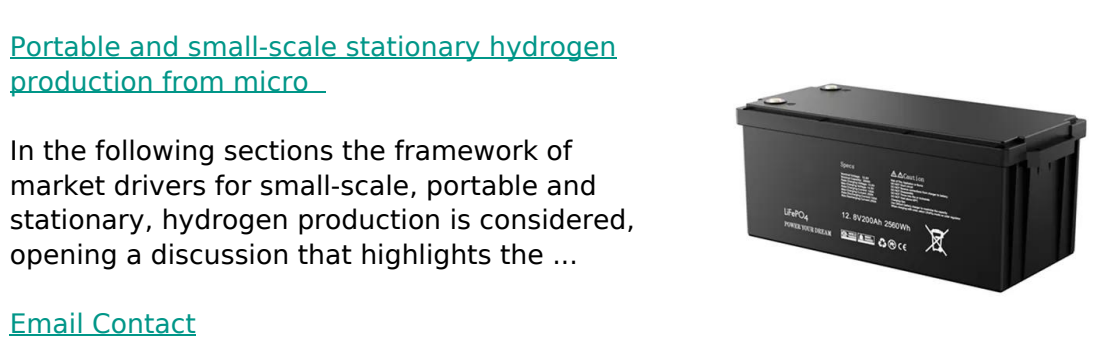 Portable and small-scale stationary hydrogen
production from micro
In the following sections the framework of
market drivers for small-scale, portable and
stationary, hydrogen production is considered,
opening a discussion that highlights the ...
Email Contact
Specs
Caution
LiFePO4
12. 8V200Ah 2560Wh
POWER YOUR DREAM